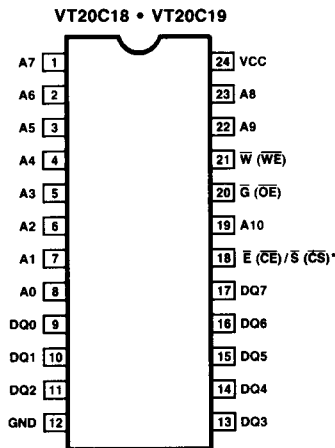 VT20C18 • VT20C19
A7 1 24 VCC
A6 2 23 A8
A5 3 22 A9
A4 4 21 W̅ (W̅E̅)
A3 5 20 G̅ (O̅E̅)
A2 6 19 A10
A1 7 18 E̅ (C̅E̅) / S̅ (C̅S̅)*
A0 8 17 DQ7
DQ0 9 16 DQ6
DQ1 10 15 DQ5
DQ2 11 14 DQ4
GND 12 13 DQ3